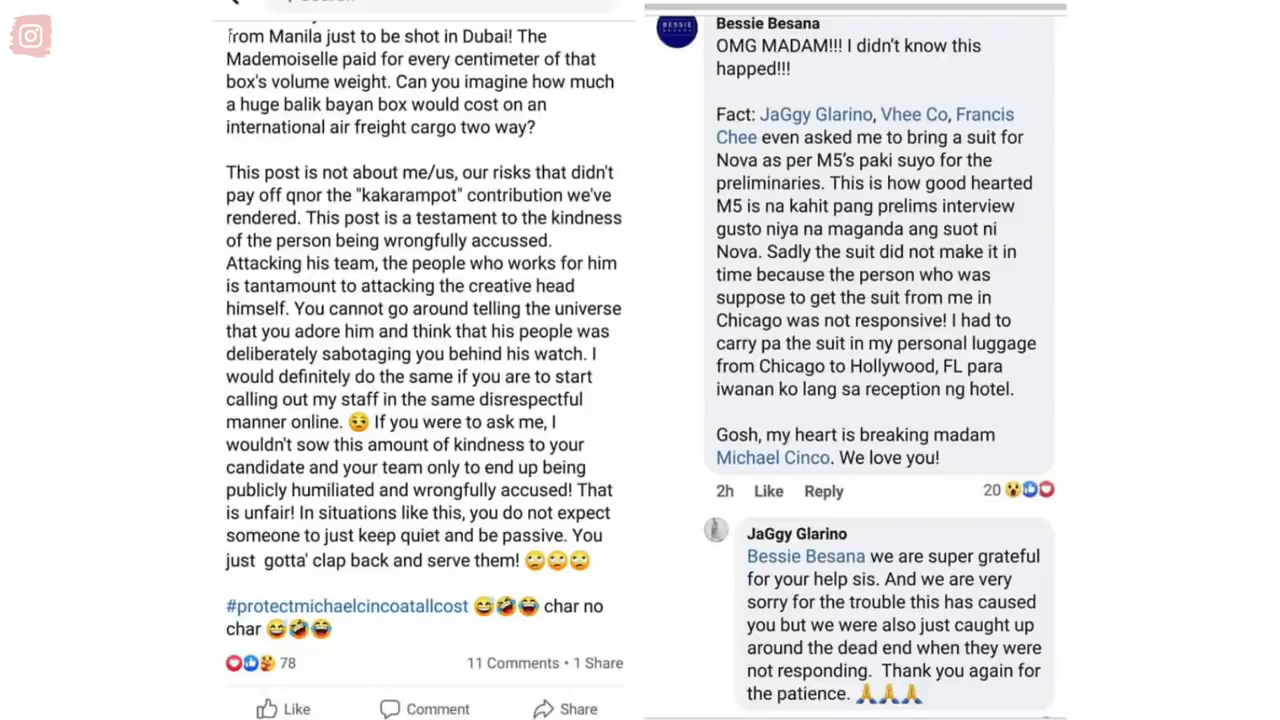 from Manila just to be shot in Dubai! The
Mademoiselle paid for every centimeter of that
box's volume weight. Can you imagine how much
a huge balik bayan box would cost on an
international air freight cargo two way?
This post is not about me/us, our risks that didn't
pay off qnor the "kakarampot" contribution we've
rendered. This post is a testament to the kindness
of the person being wrongfully accussed.
Attacking his team, the people who works for him
is tantamount to attacking the creative head
himself. You cannot go around telling the universe
that you adore him and think that his people was
deliberately sabotaging you behind his watch. I
would definitely do the same if you are to start
calling out my staff in the same disrespectful
manner online. 😒 If you were to ask me, I
wouldn't sow this amount of kindness to your
candidate and your team only to end up being
publicly humiliated and wrongfully accused! That
is unfair! In situations like this, you do not expect
someone to just keep quiet and be passive. You
just gotta' clap back and serve them! 🙄🙄🙄
#protectmichaelcincoatallcost 😅🤣😂 char no
char 😅🤣😂
78
11 Comments • 1 Share
Like
Comment
Share
BESSIE
Bessie Besana
OMG MADAM!!! I didn't know this
happed!!!
Fact: JaGgy Glarino, Vhee Co, Francis
Chee even asked me to bring a suit for
Nova as per M5's paki suyo for the
preliminaries. This is how good hearted
M5 is na kahit pang prelims interview
gusto niya na maganda ang suot ni
Nova. Sadly the suit did not make it in
time because the person who was
suppose to get the suit from me in
Chicago was not responsive! I had to
carry pa the suit in my personal luggage
from Chicago to Hollywood, FL para
iwanan ko lang sa reception ng hotel.
Gosh, my heart is breaking madam
Michael Cinco. We love you!
2h Like Reply
20
JaGgy Glarino
Bessie Besana we are super grateful
for your help sis. And we are very
sorry for the trouble this has caused
you but we were also just caught up
around the dead end when they were
not responding. Thank you again for
the patience. 🙏🙏🙏